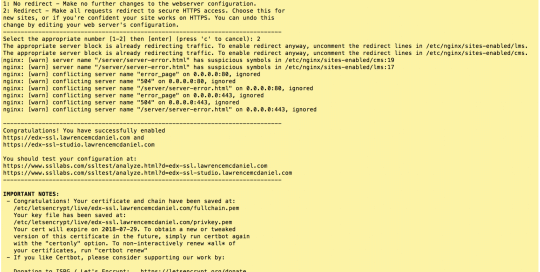 1: No redirect - Make no further changes to the webserver configuration.
2: Redirect - Make all requests redirect to secure HTTPS access. Choose this for
new sites, or if you're confident your site works on HTTPS. You can undo this
change by editing your web server's configuration.
-------------------------------------------------------------------------------
Select the appropriate number [1-2] then [enter] (press 'c' to cancel): 2
The appropriate server block is already redirecting traffic. To enable redirect anyway, uncomment the redirect lines in /etc/nginx/sites-enabled/lms.
The appropriate server block is already redirecting traffic. To enable redirect anyway, uncomment the redirect lines in /etc/nginx/sites-enabled/cms.
nginx: [warn] server name "/server/server-error.html" has suspicious symbols in /etc/nginx/sites-enabled/cms:19
nginx: [warn] server name "/server/server-error.html" has suspicious symbols in /etc/nginx/sites-enabled/lms:17
nginx: [warn] conflicting server name "error_page" on 0.0.0.0:80, ignored
nginx: [warn] conflicting server name "504" on 0.0.0.0:80, ignored
nginx: [warn] conflicting server name "/server/server-error.html" on 0.0.0.0:80, ignored
nginx: [warn] conflicting server name "error_page" on 0.0.0.0:443, ignored
nginx: [warn] conflicting server name "504" on 0.0.0.0:443, ignored
nginx: [warn] conflicting server name "/server/server-error.html" on 0.0.0.0:443, ignored
-------------------------------------------------------------------------------
Congratulations! You have successfully enabled
https://edx-ssl.lawrencemcdaniel.com and
https://edx-ssl-studio.lawrencemcdaniel.com
You should test your configuration at:
https://www.ssllabs.com/ssltest/analyze.html?d=edx-ssl.lawrencemcdaniel.com
https://www.ssllabs.com/ssltest/analyze.html?d=edx-ssl-studio.lawrencemcdaniel.com
-------------------------------------------------------------------------------
IMPORTANT NOTES:
- Congratulations! Your certificate and chain have been saved at:
/etc/letsencrypt/live/edx-ssl.lawrencemcdaniel.com/fullchain.pem
Your key file has been saved at:
/etc/letsencrypt/live/edx-ssl.lawrencemcdaniel.com/privkey.pem
Your cert will expire on 2018-07-29. To obtain a new or tweaked
version of this certificate in the future, simply run certbot again
with the "certonly" option. To non-interactively renew *all* of
your certificates, run "certbot renew"
- If you like Certbot, please consider supporting our work by:
Donating to ISRG / Let's Encrypt: https://letsencrypt.org/donate